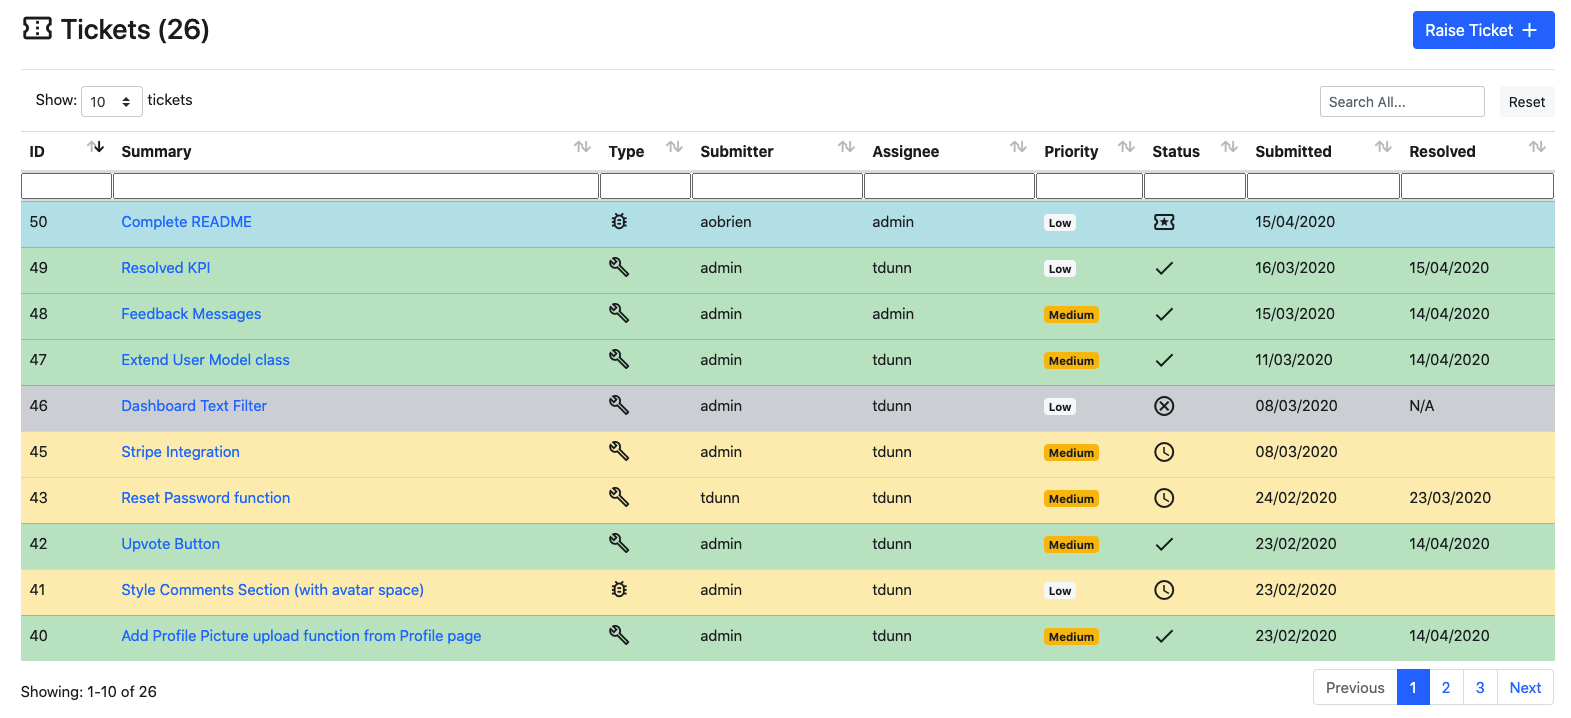 Tickets (26)
Raise Ticket +
Show: 10 tickets
Search All...
Reset
ID Summary Type Submitter Assignee Priority Status Submitted Resolved
50 Complete README aobrien admin Low 15/04/2020
49 Resolved KPI admin tdunn Low 16/03/2020 15/04/2020
48 Feedback Messages admin admin Medium 15/03/2020 14/04/2020
47 Extend User Model class admin tdunn Medium 11/03/2020 14/04/2020
46 Dashboard Text Filter admin tdunn Low 08/03/2020 N/A
45 Stripe Integration admin tdunn Medium 08/03/2020
43 Reset Password function tdunn tdunn Medium 24/02/2020 23/03/2020
42 Upvote Button admin tdunn Medium 23/02/2020 14/04/2020
41 Style Comments Section (with avatar space) admin tdunn Low 23/02/2020
40 Add Profile Picture upload function from Profile page admin tdunn Medium 23/02/2020 14/04/2020
Showing: 1-10 of 26
Previous 1 2 3 Next